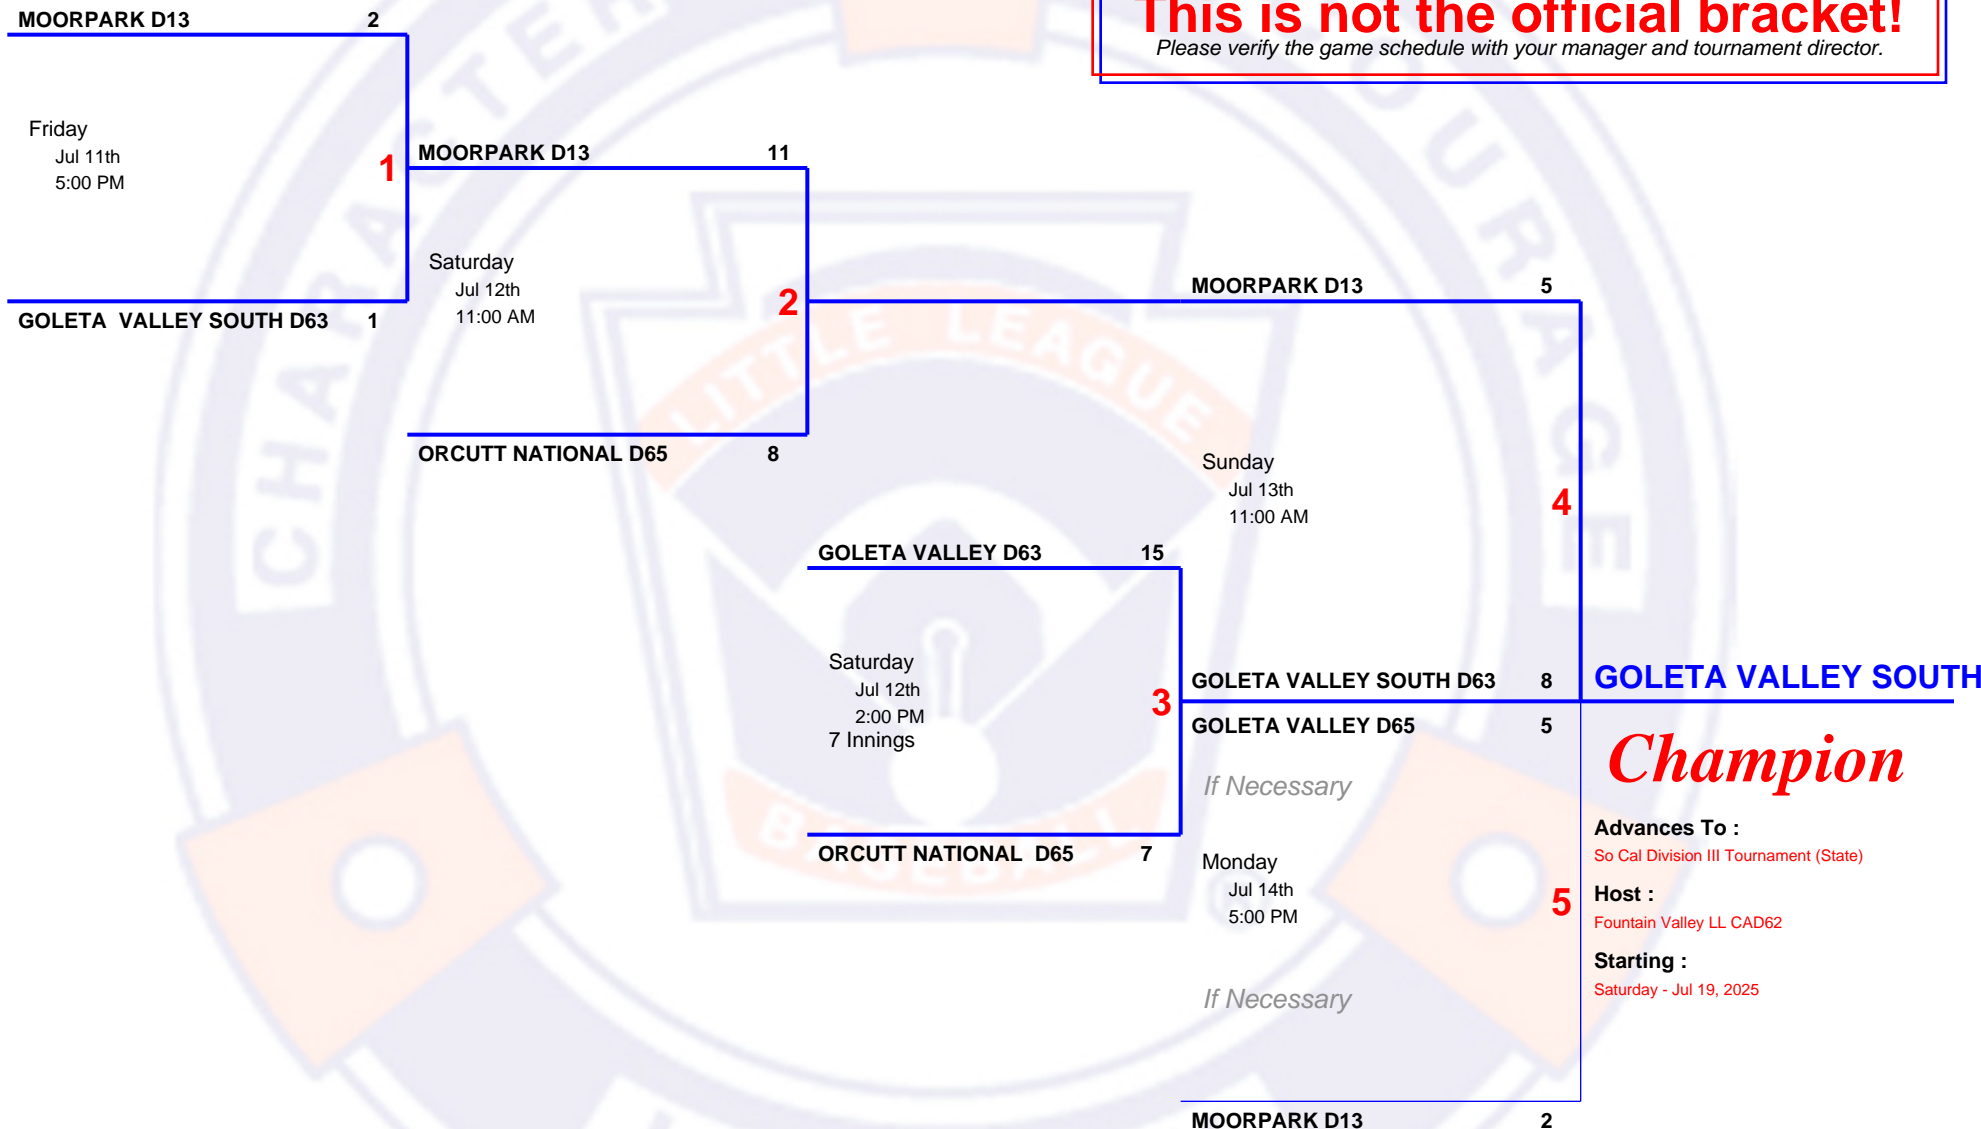 This is not the official bracket!
Please verify the game schedule with your manager and tournament director.
MOORPARK D13 2
Friday
Jul 11th
5:00 PM
1
GOLETA  VALLEY SOUTH D63 1
MOORPARK D13 11
Saturday
Jul 12th
11:00 AM
2
ORCUTT NATIONAL D65 8
GOLETA VALLEY D63 15
Saturday
Jul 12th
2:00 PM
7 Innings
3
ORCUTT NATIONAL  D65 7
MOORPARK D13 5
Sunday
Jul 13th
11:00 AM
4
GOLETA VALLEY SOUTH D63 8
GOLETA VALLEY D65 5
If Necessary
Monday
Jul 14th
5:00 PM
5
If Necessary
MOORPARK D13 2
GOLETA VALLEY SOUTH
Champion
Advances To :
So Cal Division III Tournament (State)
Host :
Fountain Valley LL CAD62
Starting :
Saturday - Jul 19, 2025
LITTLE LEAGUE
BASEBALL
®